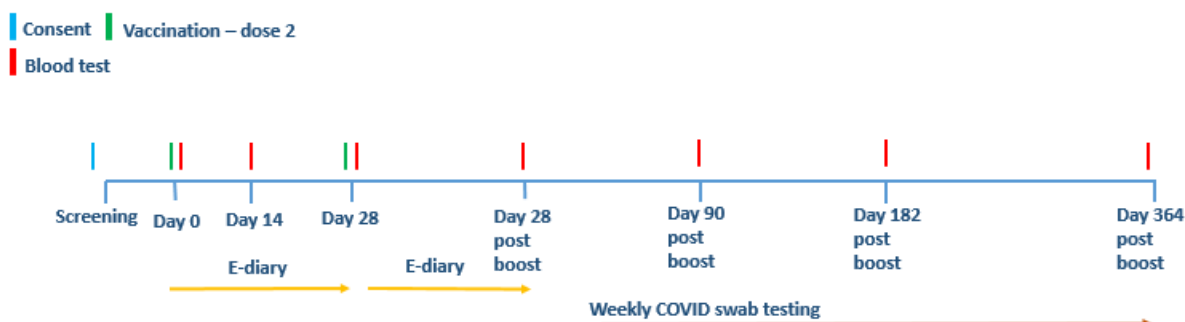 Consent
Vaccination – dose 2
Blood test
Screening
Day 0
Day 14
Day 28
Day 28
post
boost
Day 90
post
boost
Day 182
post
boost
Day 364
post
boost
E-diary
E-diary
Weekly COVID swab testing